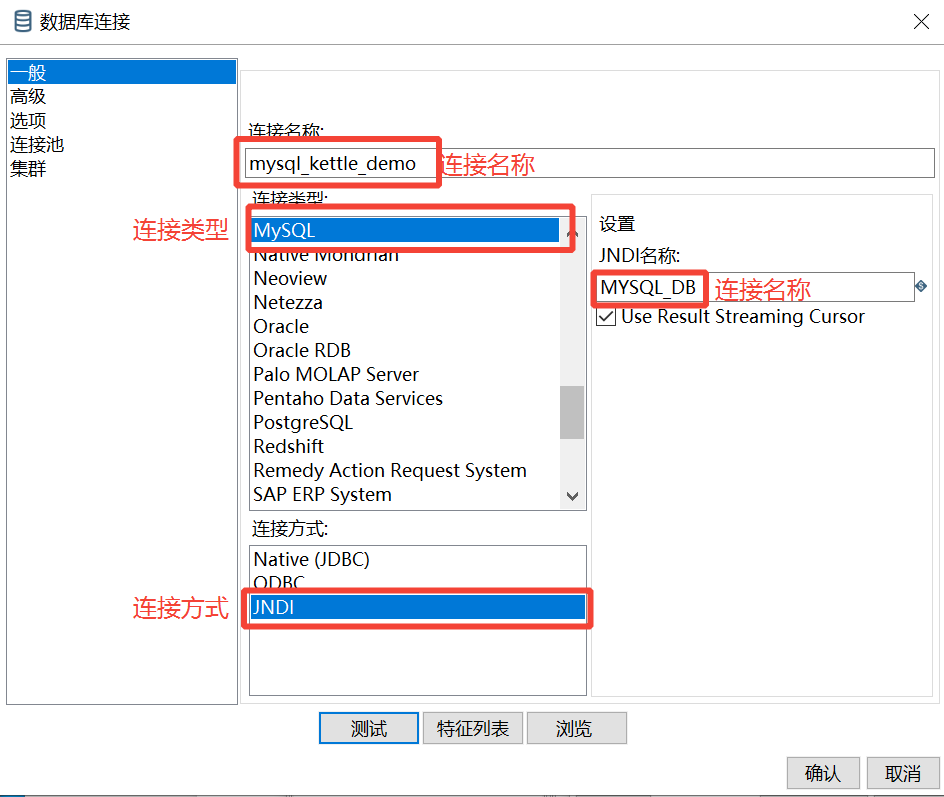 数据库连接
一般
高级
选项
连接池
集群
连接名称:
mysql_kettle_demo 连接名称
连接类型:
连接类型
MySQL
Native Mondrian
Neoview
Netezza
Oracle
Oracle RDB
Palo MOLAP Server
Pentaho Data Services
PostgreSQL
Redshift
Remedy Action Request System
SAP ERP System
设置
JNDI名称:
MYSQL_DB 连接名称
Use Result Streaming Cursor
连接方式:
Native (JDBC)
ODBC
连接方式
JNDI
测试 特征列表 浏览
确认 取消